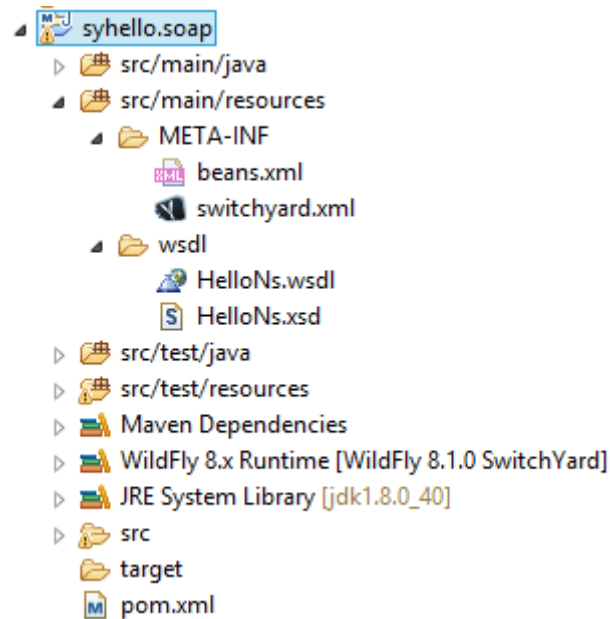 syhello.soap
src/main/java
src/main/resources
META-INF
beans.xml
switchyard.xml
wsdl
HelloNs.wsdl
HelloNs.xsd
src/test/java
src/test/resources
Maven Dependencies
WildFly 8.x Runtime [WildFly 8.1.0 SwitchYard]
JRE System Library [jdk1.8.0_40]
src
target
pom.xml